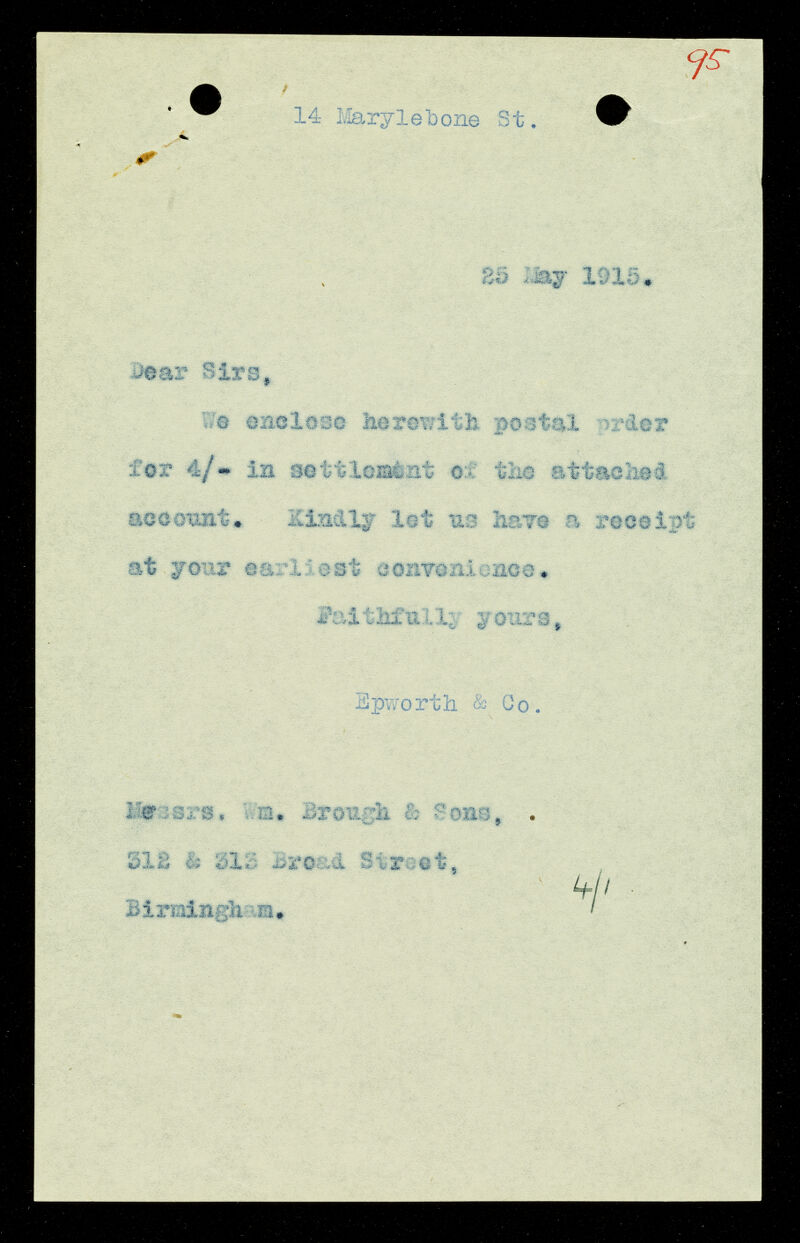 95
14 Marylebone St.
25 May 1915.
Dear Sirs,
We enclose herewith postal order
for 4/- in settlement of the attached
account. Kindly let us have a receipt
at your earliest convenience.
Faithfully yours,
Epworth & Co.
Messrs. Wm. Brough & Sons,
312 & 313 Broad Street,
Birmingham.
4/1